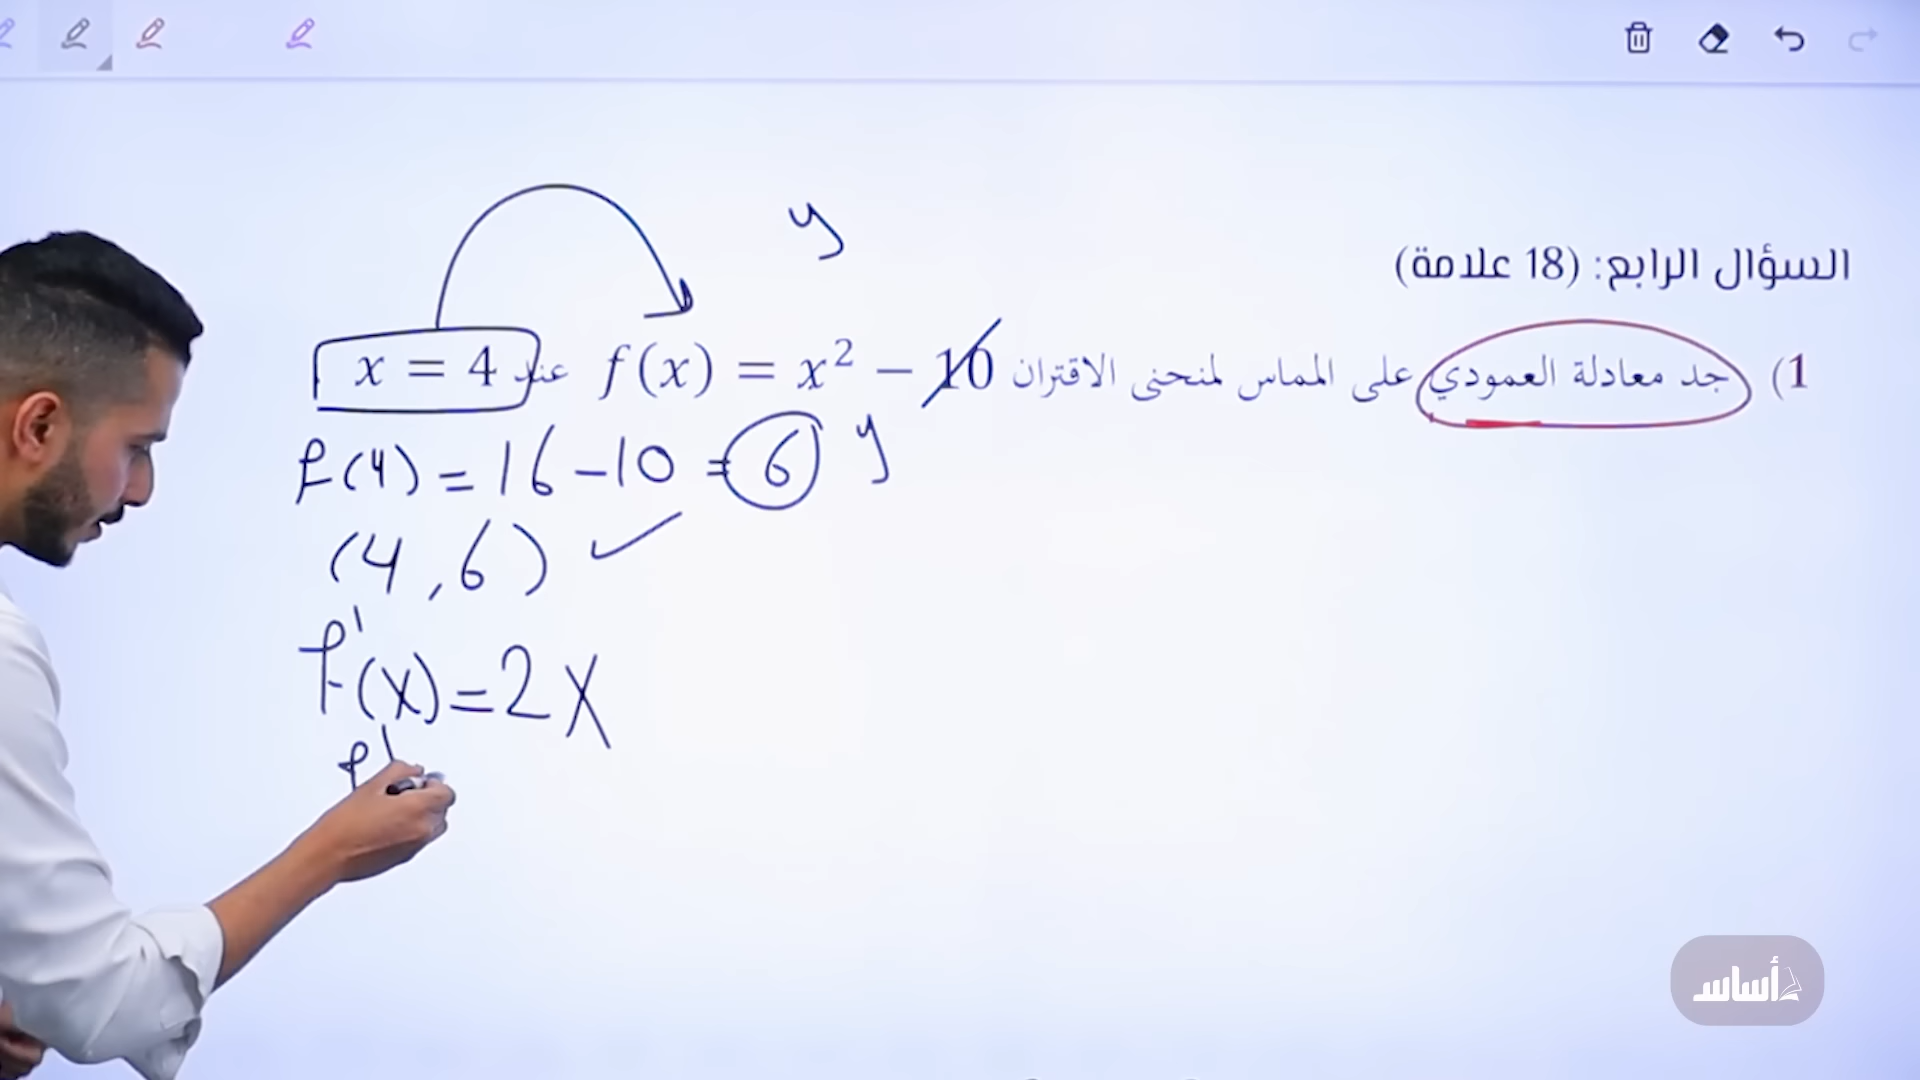 y
السؤال الرابع: (18 علامة)
1) جد معادلة العمودي على المماس لمنحنى الاقتران f(x) = x² − 10 عند x = 4
f(4) = 16 − 10 = 6 y
(4, 6)
f'(x) = 2x
f'
أساس